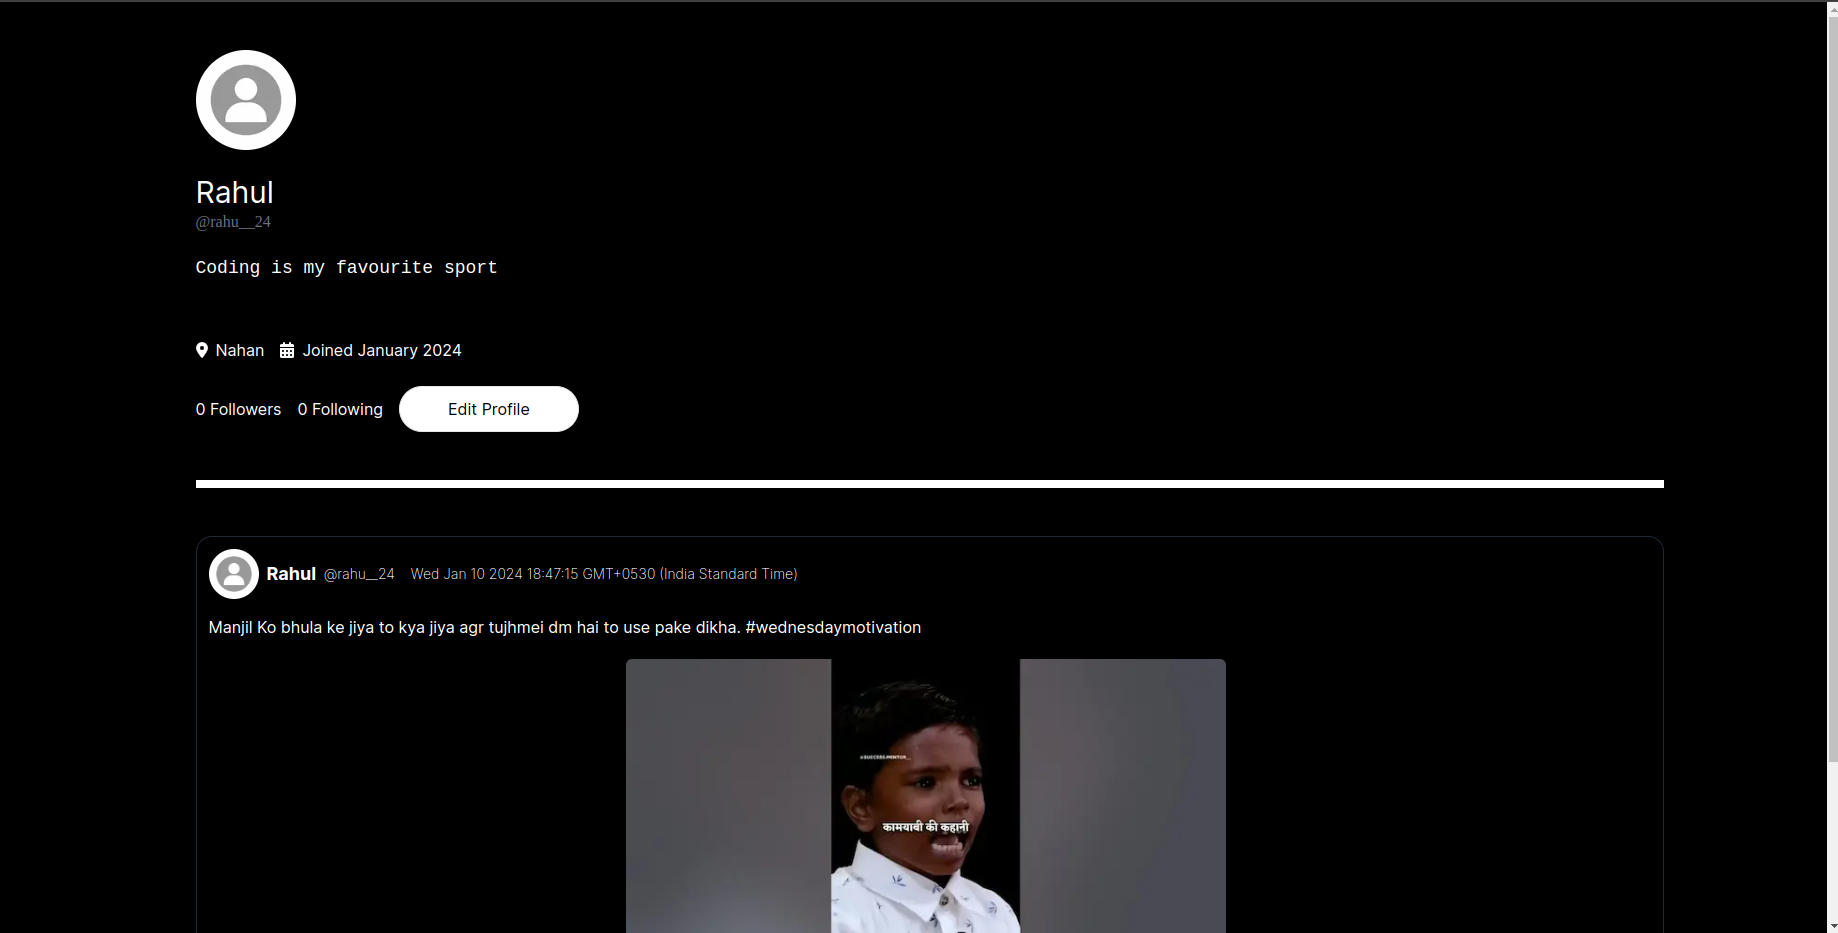 Rahul
@rahu__24
Coding is my favourite sport
Nahan Joined January 2024
0 Followers 0 Following Edit Profile
Rahul @rahu__24 Wed Jan 10 2024 18:47:15 GMT+0530 (India Standard Time)
Manjil Ko bhula ke jiya to kya jiya agr tujhmei dm hai to use pake dikha. #wednesdaymotivation
@SUCCESS.MENTOR__
कामयाबी की कहानी